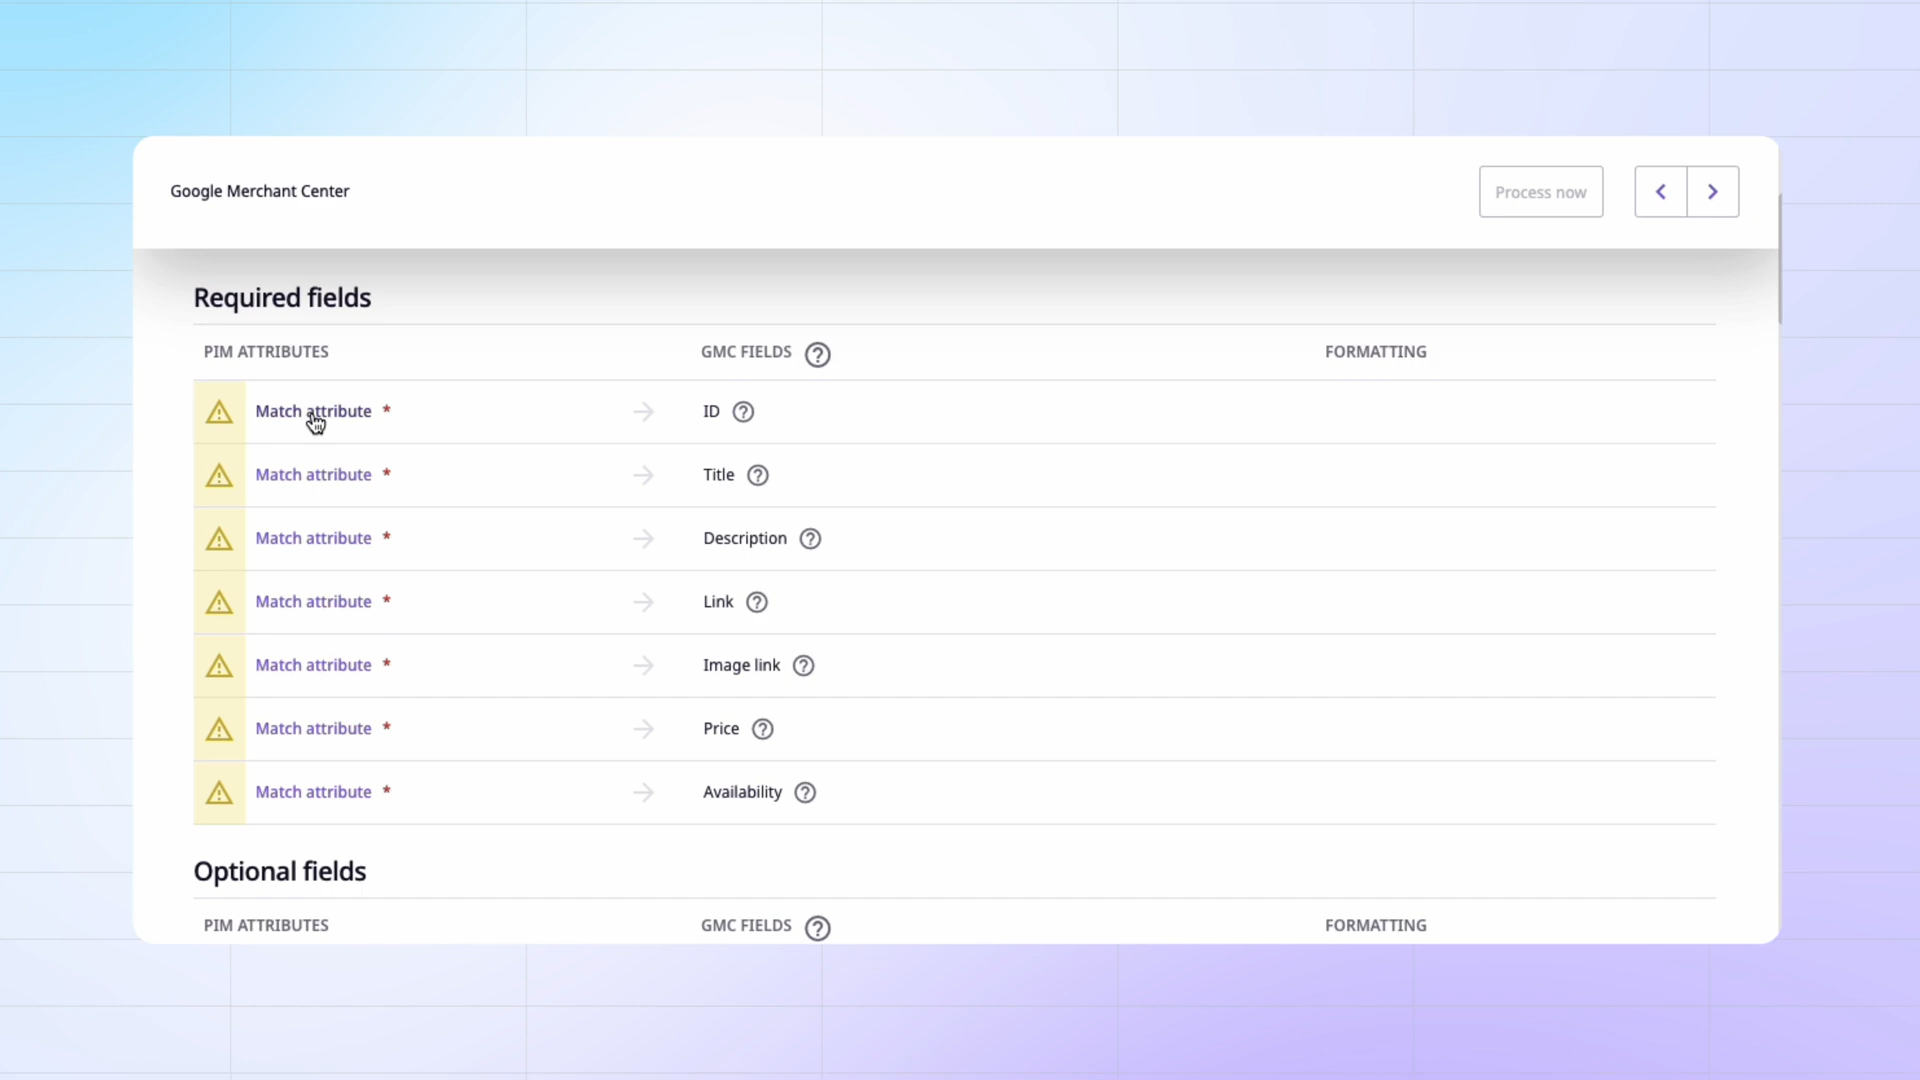 Google Merchant Center
Process now
Required fields
PIM ATTRIBUTES GMC FIELDS ? FORMATTING
Match attribute * ID ?
Match attribute * Title ?
Match attribute * Description ?
Match attribute * Link ?
Match attribute * Image link ?
Match attribute * Price ?
Match attribute * Availability ?
Optional fields
PIM ATTRIBUTES GMC FIELDS ? FORMATTING